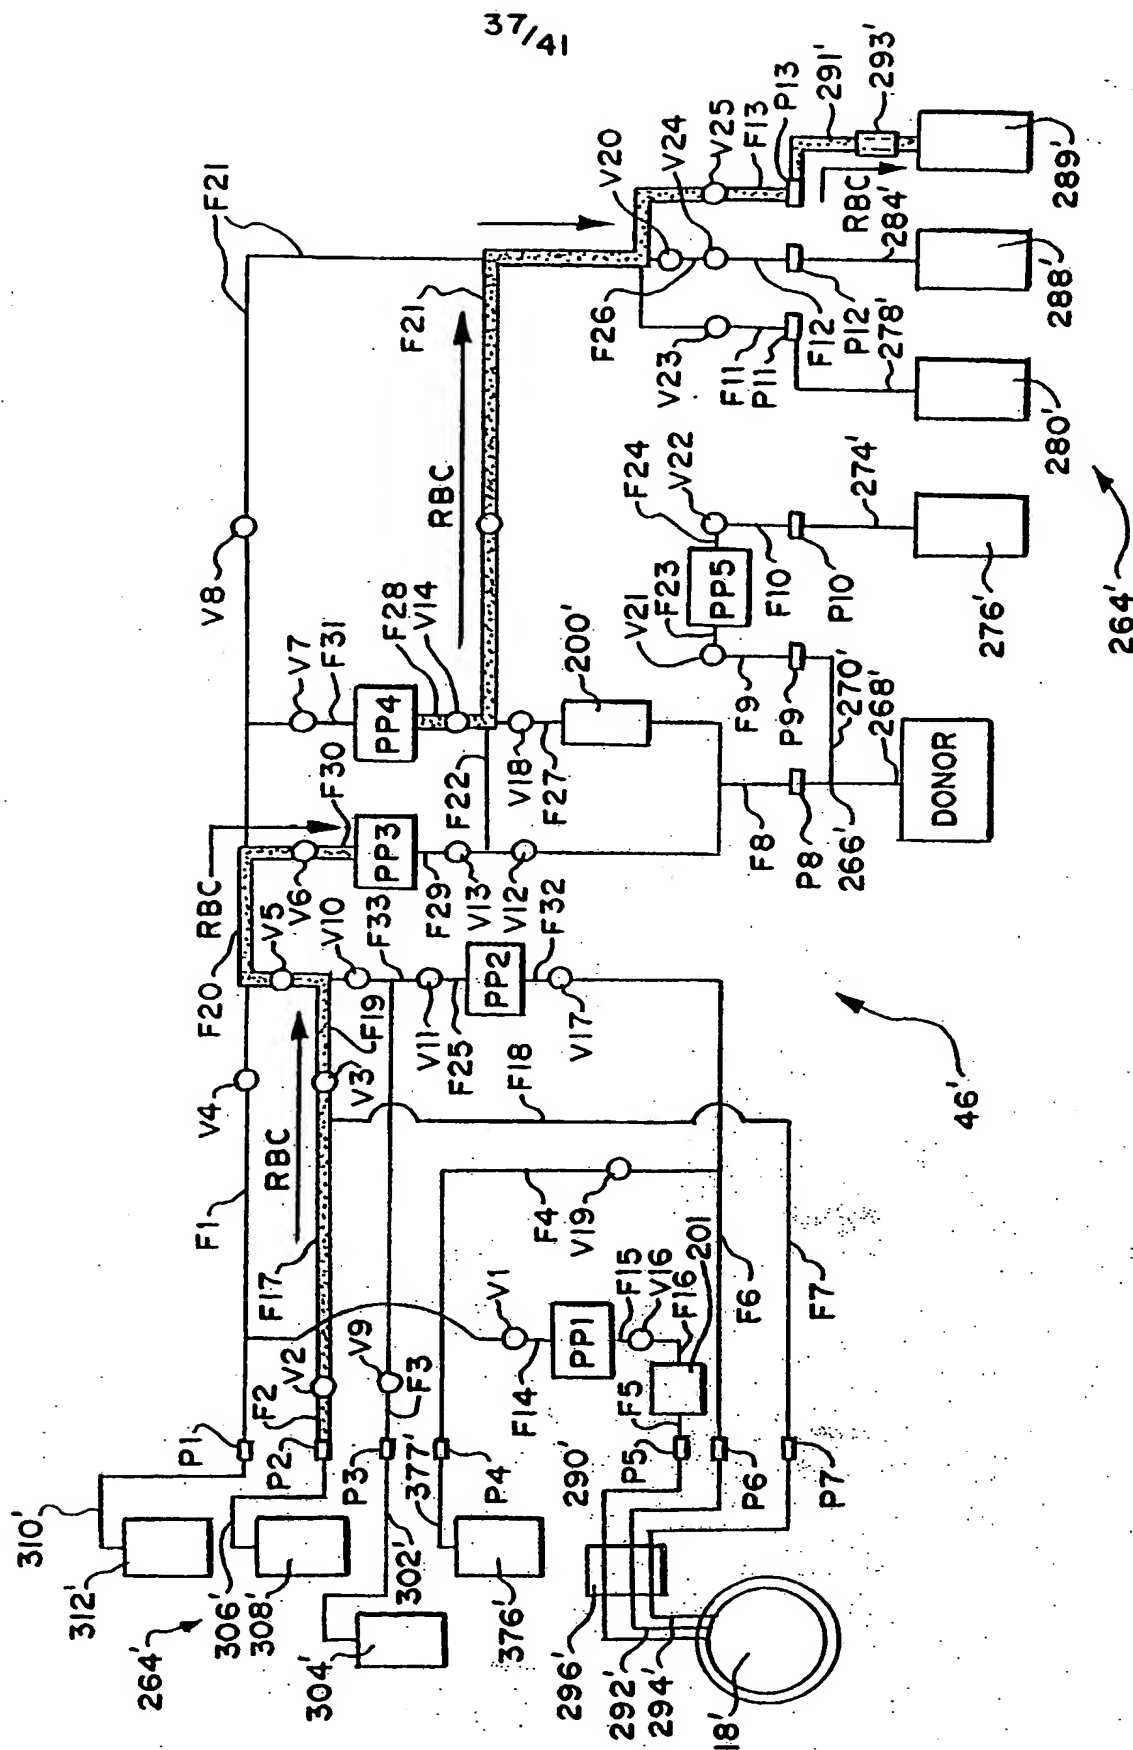 37/41
F21
V8
V7
F31
PP4
F28
V14
RBC
F21
V20
V24
V25
F13
P13
291'
293'
RBC
284'
289'
288'
280'
F26
V23
F11
P11
F12
P12'
278'
F22
V18
F27
200'
V21
F23
PP5
F24
V22
F10
P10
274'
276'
264'
F9
P9
270'
268'
266'
DONOR
F8
P8
F20
RBC
V5
V6
F30
PP3
F29
V13
V12
V10
F33
V11
F25
PP2
F32
V17
V4
F1
RBC
F17
V3
F19
F18
46'
F4
V19
V2
F2
V1
F14
PP1
F15
V16
F16
201
F5
F6
F7
V9
F3
P1
P2
P3
P4
P5
P6
P7
310'
312'
264'
306'
308'
304'
302'
377'
376'
290'
296'
292'
294'
18'